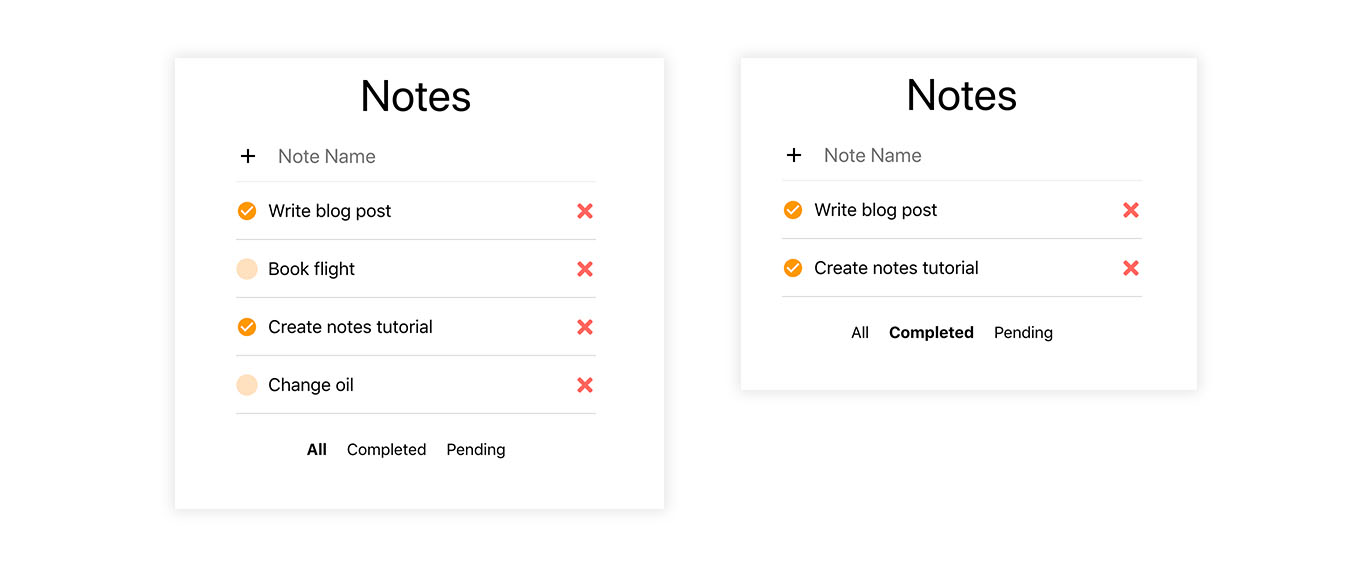 Notes
+ Note Name
Write blog post
Book flight
Create notes tutorial
Change oil
All Completed Pending
Notes
+ Note Name
Write blog post
Create notes tutorial
All Completed Pending